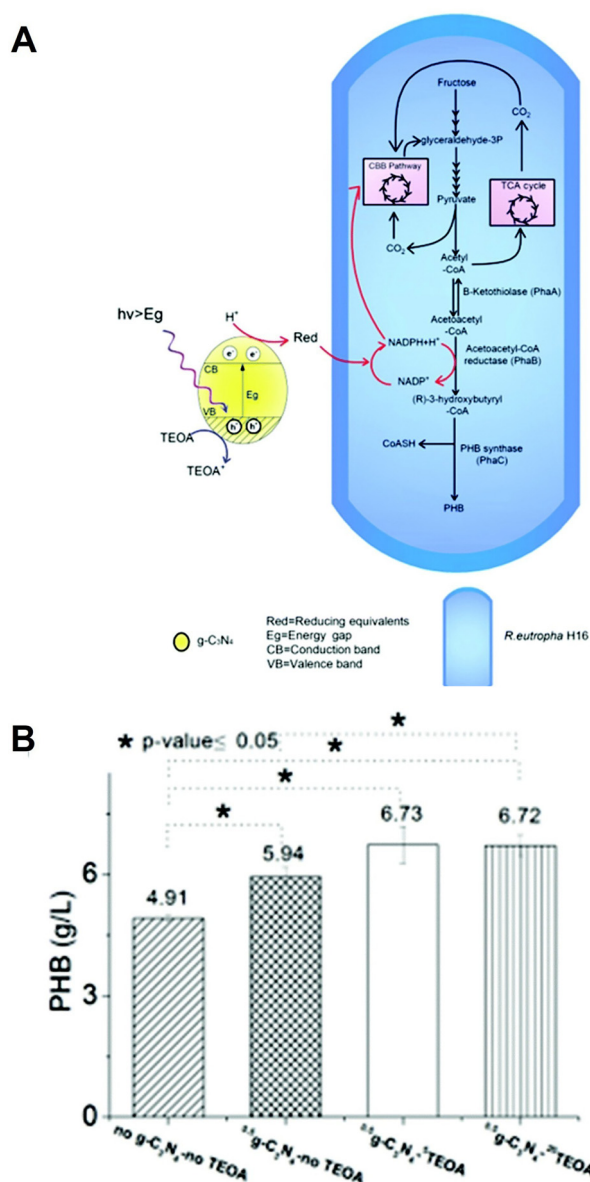 A
Fructose
CO₂
glyceraldehyde-3P
CBB Pathway
TCA cycle
Pyruvate
CO₂
Acetyl
-CoA
B-Ketothiolase (PhaA)
Acetoacetyl
-CoA
hv>Eg
H⁺
Red
NADPH+H⁺
Acetoacetyl-CoA
reductase (PhaB)
e⁻ e⁻
CB
Eg
NADP⁺
(R)-3-hydroxybutyryl
-CoA
VB
h⁺ h⁺
TEOA
TEOA⁺
CoASH
PHB synthase
(PhaC)
PHB
g-C₃N₄
Red=Reducing equivalents
Eg=Energy gap
CB=Conduction band
VB=Valence band
R.eutropha H16
B
* p-value≤ 0.05
*
*
*
*
6.73
6.72
5.94
4.91
6
3
0
PHB (g/L)
no g-C₃N₄-no TEOA
g-C₃N₄-no TEOA
g-C₃N₄-⁵TEOA
g-C₃N₄-²⁰TEOA